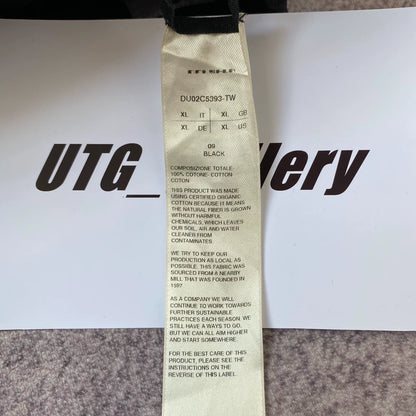 DU02C5393-TW
XL IT XL GB
XL DE XL US
09
BLACK
UTG_ llery
COMPOSIZIONE TOTALE-
100% COTONE- COTTON
COTTON
THIS PRODUCT WAS MADE
USING CERTIFIED ORGANIC
COTTON BECAUSE IT MEANS
THE NATURAL FIBER IS GROWN
WITHOUT HARMFUL
CHEMICALS, WHICH LEAVES
OUR SOIL, AIR AND WATER
CLEANER FROM
CONTAMINATES
WE TRY TO KEEP OUR
PRODUCTION AS LOCAL AS
POSSIBLE. THIS FABRIC WAS
SOURCED FROM A NEARBY
MILL THAT WAS FOUNDED IN
1997
AS A COMPANY WE WILL
CONTINUE TO WORK TOWARDS
FURTHER SUSTAINABLE
PRACTICES EACH SEASON. WE
STILL HAVE A WAYS TO GO,
BUT WE CAN ALL AIM HIGHER
AND START SOMEWHERE.
FOR THE BEST CARE OF THIS
PRODUCT, PLEASE SEE THE
INSTRUCTIONS ON THE
REVERSE OF THIS LABEL.